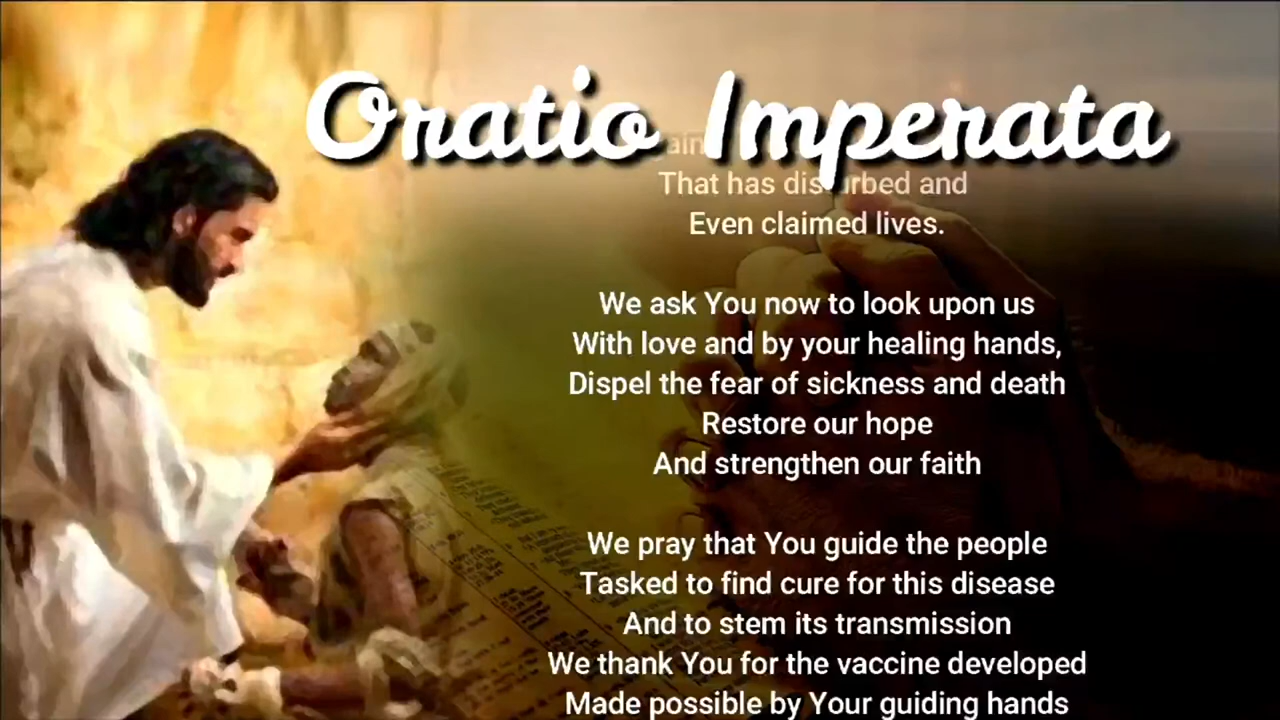 Oratio Imperata
That has disturbed and
Even claimed lives.
We ask You now to look upon us
With love and by your healing hands,
Dispel the fear of sickness and death
Restore our hope
And strengthen our faith
We pray that You guide the people
Tasked to find cure for this disease
And to stem its transmission
We thank You for the vaccine developed
Made possible by Your guiding hands